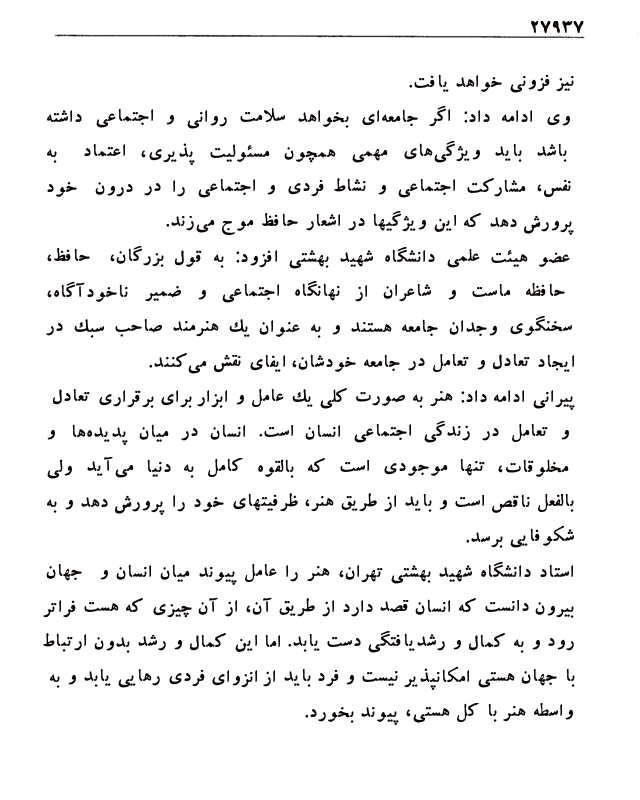 ۲۷۹۳۷
نیز فزونی خواهد یافت.
وی ادامه داد: اگر جامعه‌ای بخواهد سلامت روانی و اجتماعی داشته
باشد باید ویژگی‌های مهمی همچون مسئولیت پذیری، اعتماد به
نفس، مشارکت اجتماعی و نشاط فردی و اجتماعی را در درون خود
پرورش دهد که این ویژگیها در اشعار حافظ موج می‌زند.
عضو هیئت علمی دانشگاه شهید بهشتی افزود: به قول بزرگان، حافظ،
حافظه ماست و شاعران از نهانگاه اجتماعی و ضمیر ناخودآگاه،
سخنگوی وجدان جامعه هستند و به عنوان یك هنرمند صاحب سبك در
ایجاد تعادل و تعامل در جامعه خودشان، ایفای نقش می‌کنند.
پیرانی ادامه داد: هنر به صورت کلی یك عامل و ابزار برای برقراری تعادل
و تعامل در زندگی اجتماعی انسان است. انسان در میان پدیده‌ها و
مخلوقات، تنها موجودی است که بالقوه کامل به دنیا می‌آید ولی
بالفعل ناقص است و باید از طریق هنر، ظرفیتهای خود را پرورش دهد و به
شکوفایی برسد.
استاد دانشگاه شهید بهشتی تهران، هنر را عامل پیوند میان انسان و جهان
بیرون دانست که انسان قصد دارد از طریق آن، از آن چیزی که هست فراتر
رود و به کمال و رشدیافتگی دست یابد. اما این کمال و رشد بدون ارتباط
با جهان هستی امکانپذیر نیست و فرد باید از انزوای فردی رهایی یابد و به
واسطه هنر با کل هستی، پیوند بخورد.